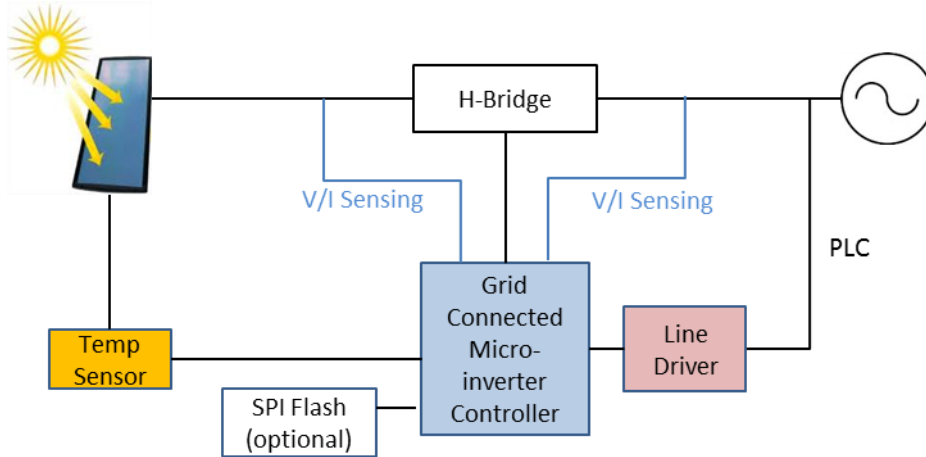 H-Bridge
V/I Sensing
V/I Sensing
PLC
Grid
Connected
Micro-
inverter
Controller
Line
Driver
Temp
Sensor
SPI Flash
(optional)